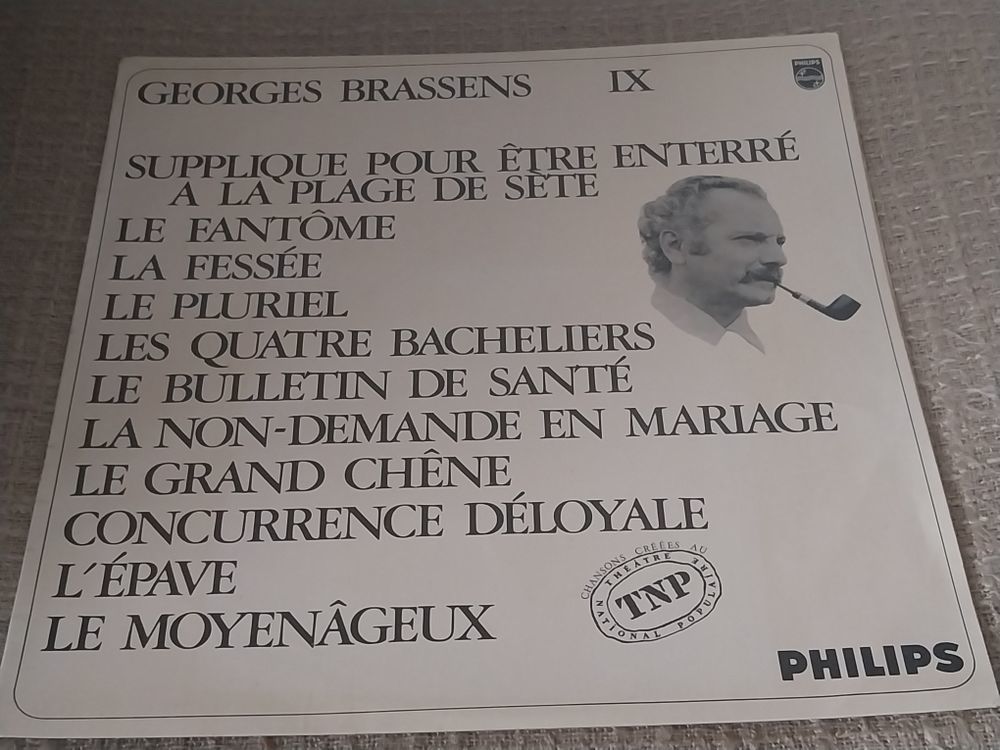 GEORGES BRASSENS IX
PHILIPS
SUPPLIQUE POUR ÊTRE ENTERRÉ
A LA PLAGE DE SÈTE
LE FANTÔME
LA FESSÉE
LE PLURIEL
LES QUATRE BACHELIERS
LE BULLETIN DE SANTÉ
LA NON-DEMANDE EN MARIAGE
LE GRAND CHÊNE
CONCURRENCE DÉLOYALE
L'ÉPAVE
LE MOYENÂGEUX
CHANSONS CRÉÉES AU
THÉATRE
NATIONAL POPULAIRE
TNP
PHILIPS